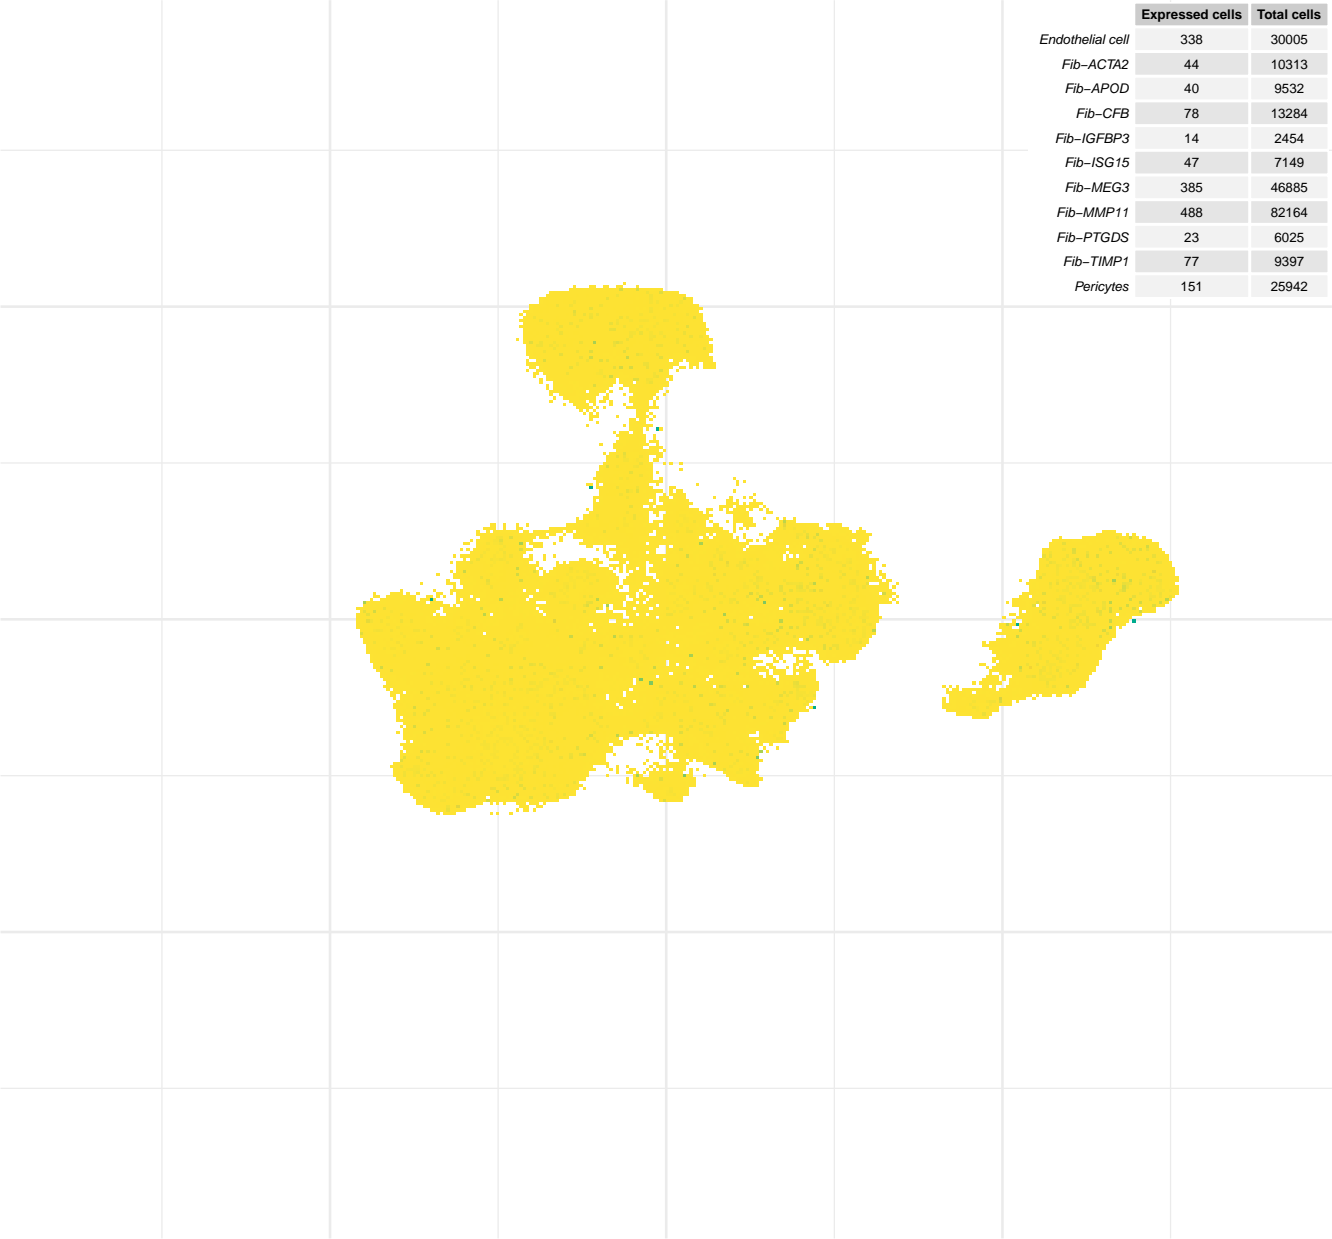 Expressed cells Total cells
Endothelial cell 338 30005
Fib−ACTA2 44 10313
Fib−APOD 40 9532
Fib−CFB 78 13284
Fib−IGFBP3 14 2454
Fib−ISG15 47 7149
Fib−MEG3 385 46885
Fib−MMP11 488 82164
Fib−PTGDS 23 6025
Fib−TIMP1 77 9397
Pericytes 151 25942